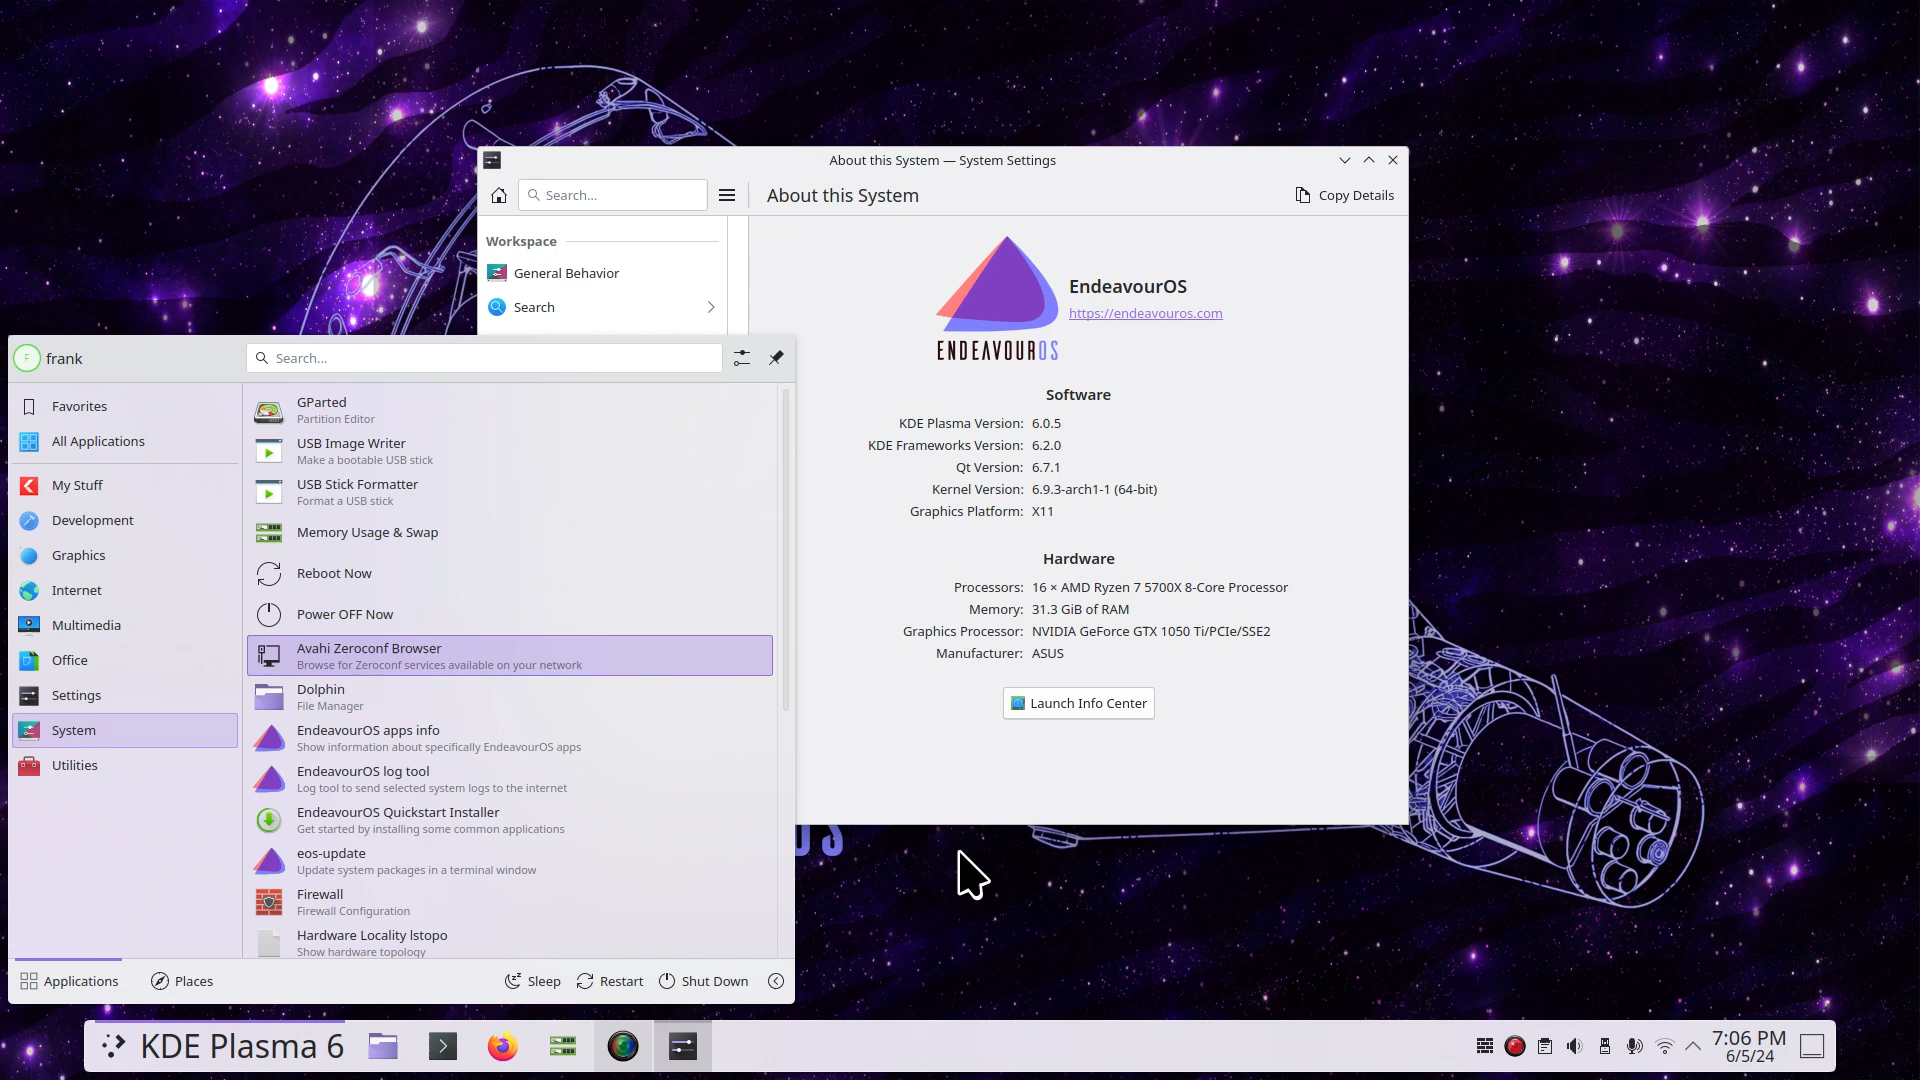 About this System — System Settings
Search...
About this System
Copy Details
Workspace
General Behavior
Search
ENDEAVOUROS
EndeavourOS
https://endeavouros.com
Software
KDE Plasma Version: 6.0.5
KDE Frameworks Version: 6.2.0
Qt Version: 6.7.1
Kernel Version: 6.9.3-arch1-1 (64-bit)
Graphics Platform: X11
Hardware
Processors: 16 × AMD Ryzen 7 5700X 8-Core Processor
Memory: 31.3 GiB of RAM
Graphics Processor: NVIDIA GeForce GTX 1050 Ti/PCIe/SSE2
Manufacturer: ASUS
Launch Info Center
F
frank
Search...
Favorites
All Applications
My Stuff
Development
Graphics
Internet
Multimedia
Office
Settings
System
Utilities
GParted
Partition Editor
USB Image Writer
Make a bootable USB stick
USB Stick Formatter
Format a USB stick
Memory Usage & Swap
Reboot Now
Power OFF Now
Avahi Zeroconf Browser
Browse for Zeroconf services available on your network
Dolphin
File Manager
EndeavourOS apps info
Show information about specifically EndeavourOS apps
EndeavourOS log tool
Log tool to send selected system logs to the internet
EndeavourOS Quickstart Installer
Get started by installing some common applications
eos-update
Update system packages in a terminal window
Firewall
Firewall Configuration
Hardware Locality lstopo
Show hardware topology
Applications
Places
Sleep
Restart
Shut Down
OS
KDE Plasma 6
7:06 PM
6/5/24